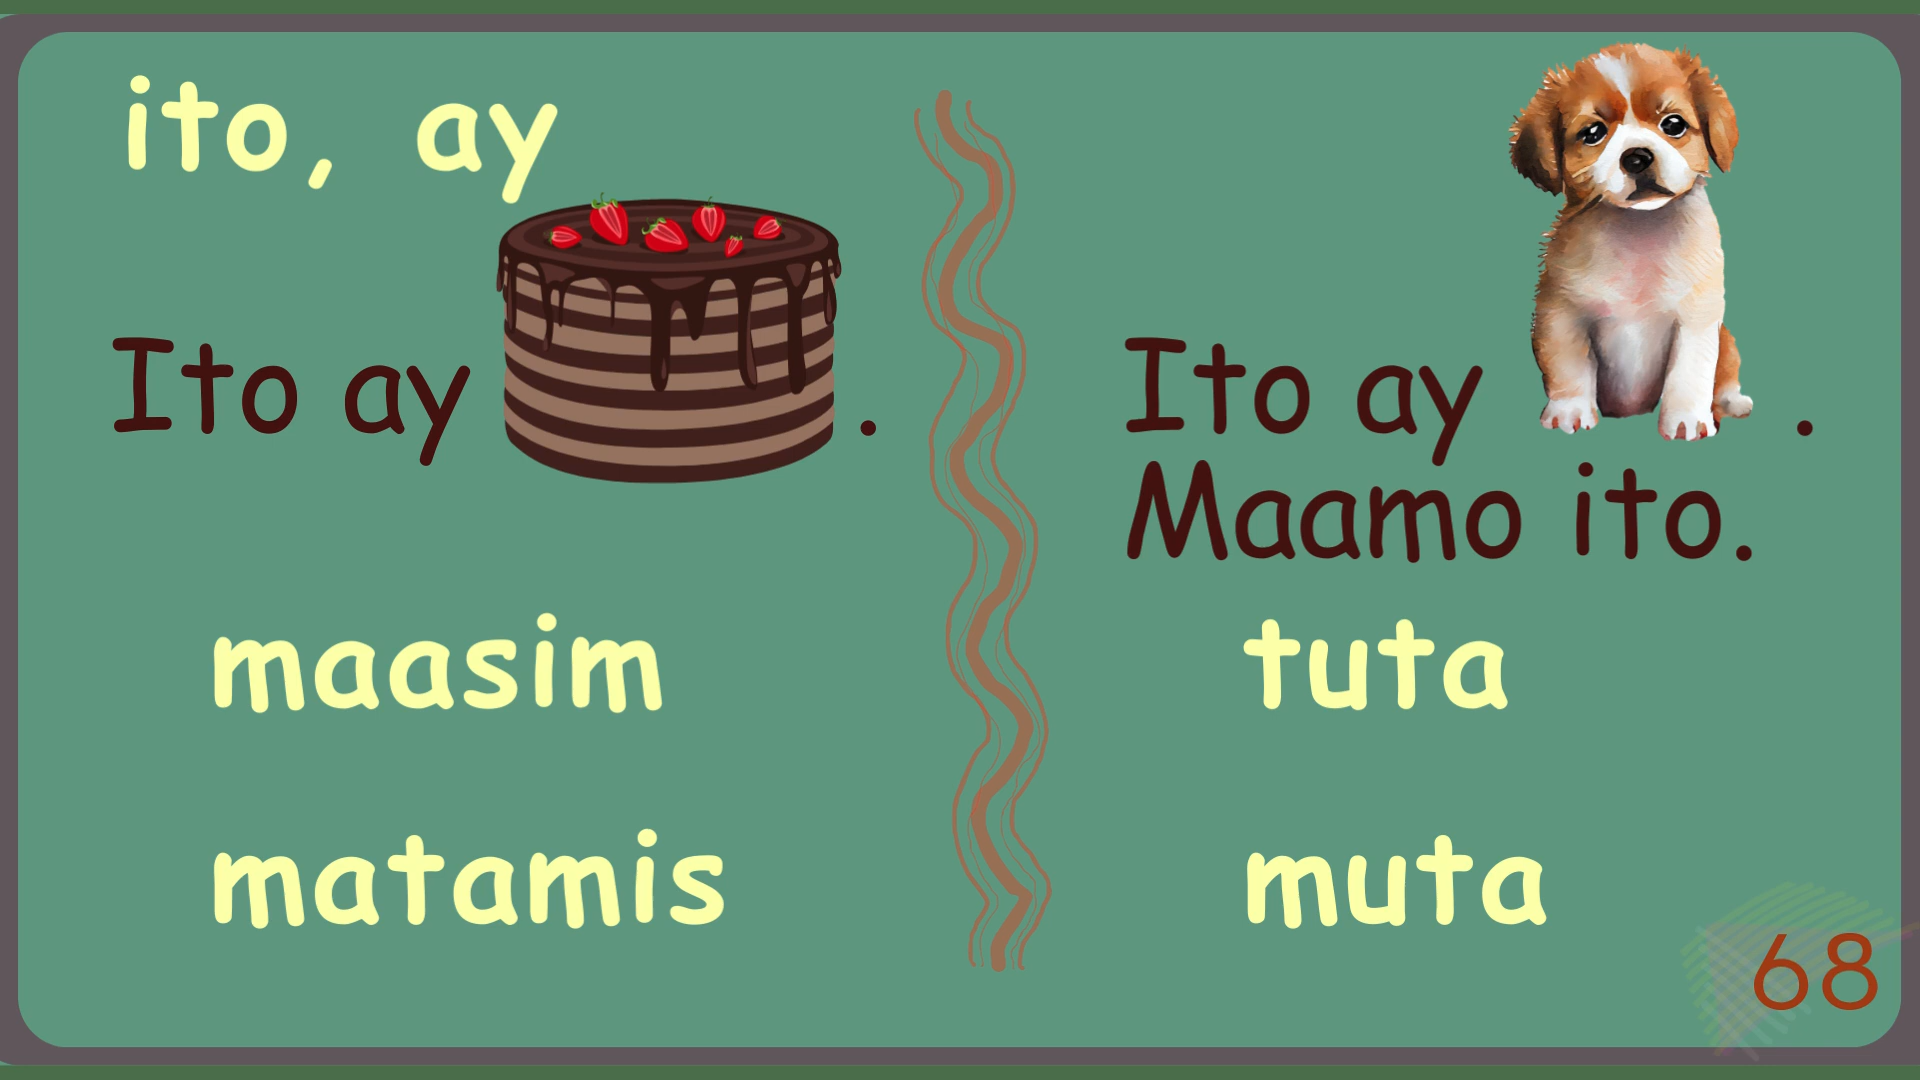 ito, ay
Ito ay .
maasim
matamis
Ito ay .
Maamo ito.
tuta
muta
68